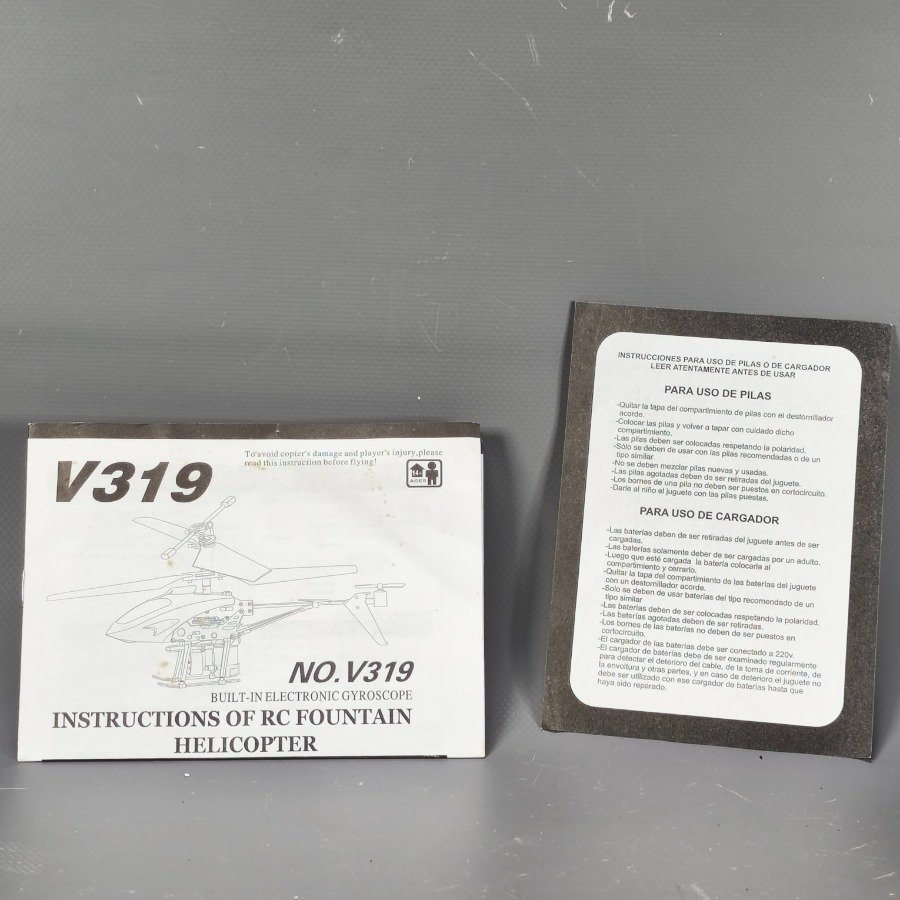 V319
To avoid copter's damage and player's injury, please
read this instruction before flying!
14+
AGES
NO.V319
BUILT-IN ELECTRONIC GYROSCOPE
INSTRUCTIONS OF RC FOUNTAIN
HELICOPTER
INSTRUCCIONES PARA USO DE PILAS O DE CARGADOR
LEER ATENTAMENTE ANTES DE USAR
PARA USO DE PILAS
-Quitar la tapa del compartimiento de pilas con el destornillador
acorde.
-Colocar las pilas y volver a tapar con cuidado dicho
compartimiento.
-Las pilas deben ser colocadas respetando la polaridad.
-Sólo se deben de usar con las pilas recomendadas o de un
tipo similar
-No se deben mezclar pilas nuevas y usadas.
-Las pilas agotadas deben ser retiradas del juguete.
-Los bornes de una pila no deben ser puestos en cortocircuito.
-Darle al niño el juguete con las pilas puestas.
PARA USO DE CARGADOR
-Las baterías deben de ser retiradas del juguete antes de ser
cargadas.
-Las baterías solamente deber de ser cargadas por un adulto.
-Luego que esté cargada la batería colocarla al
compartimiento y cerrarlo.
-Quitar la tapa del compartimento de las baterías del juguete
con un destornillador acorde.
-Solo se deben de usar baterías del tipo recomendado de un
tipo similar
-Las baterías deben de ser colocadas respetando la polaridad.
-Las baterías agotadas deben de ser retiradas.
-Los bornes de las baterías no deben de ser puestos en
cortocircuito.
-El cargador de las baterías debe ser conectado a 220v.
-El cargador de baterías debe de ser examinado regularmente
para detectar el deterioro del cable, de la toma de corriente, de
la envoltura y otras partes, y en caso de deterioro el juguete no
debe ser utilizado con ese cargador de baterías hasta que
haya sido reparado.